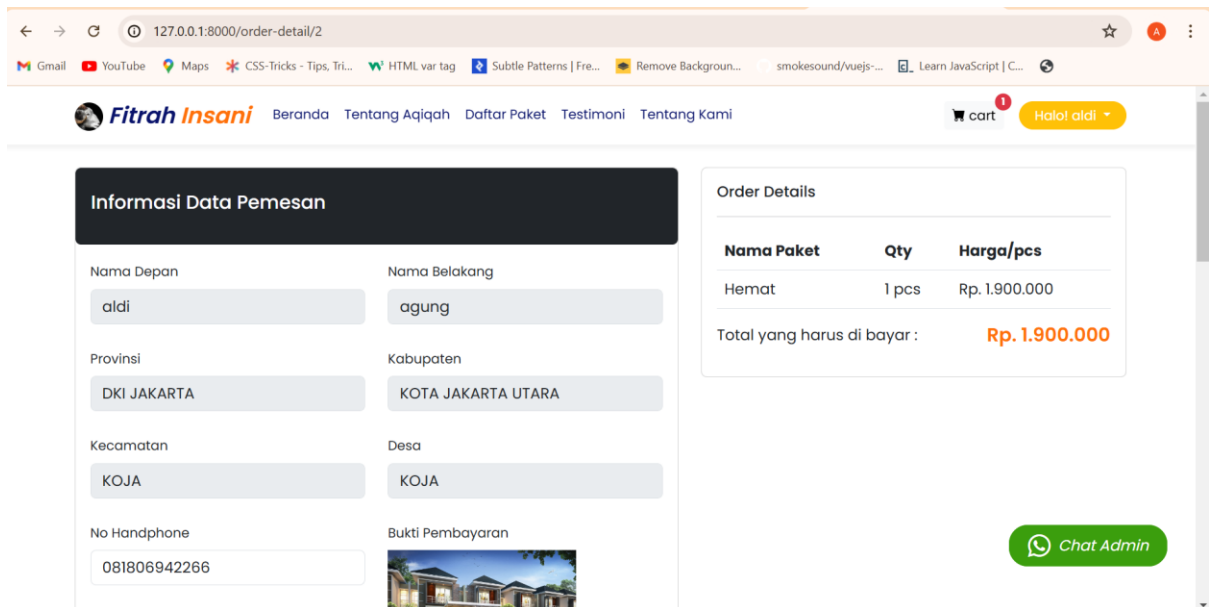 127.0.0.1:8000/order-detail/2
A
Gmail YouTube Maps CSS-Tricks - Tips, Tri... HTML var tag Subtle Patterns | Fre... Remove Backgroun... smokesound/vuejs-... Learn JavaScript | C...
Fitrah Insani Beranda Tentang Aqiqah Daftar Paket Testimoni Tentang Kami cart 1 Halo! aldi
Informasi Data Pemesan
Nama Depan Nama Belakang
aldi agung
Provinsi Kabupaten
DKI JAKARTA KOTA JAKARTA UTARA
Kecamatan Desa
KOJA KOJA
No Handphone Bukti Pembayaran
081806942266
Order Details
Nama Paket Qty Harga/pcs
Hemat 1 pcs Rp. 1.900.000
Total yang harus di bayar : Rp. 1.900.000
Chat Admin